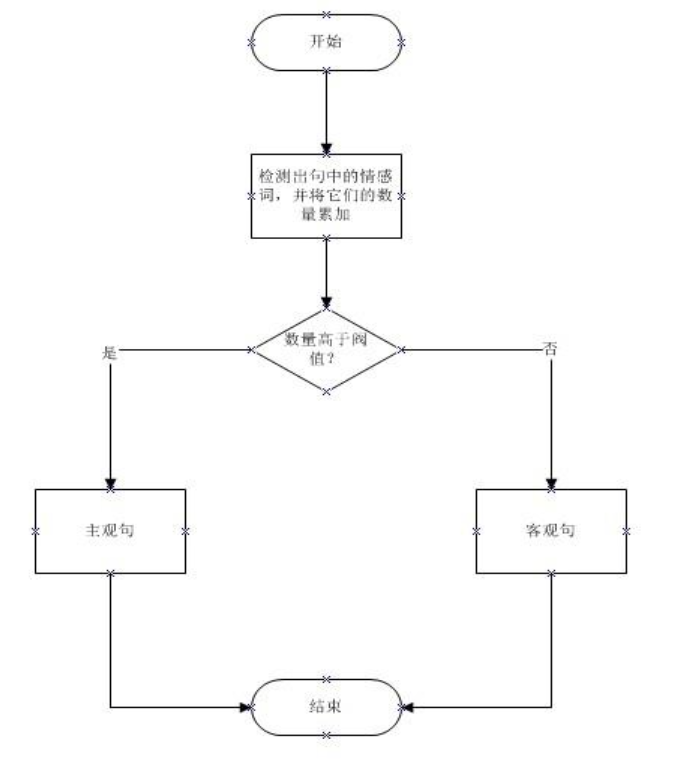 开始
检测出句中的情感
词，并将它们的数
量累加
数量高于阀
值？
是
否
主观句
客观句
结束